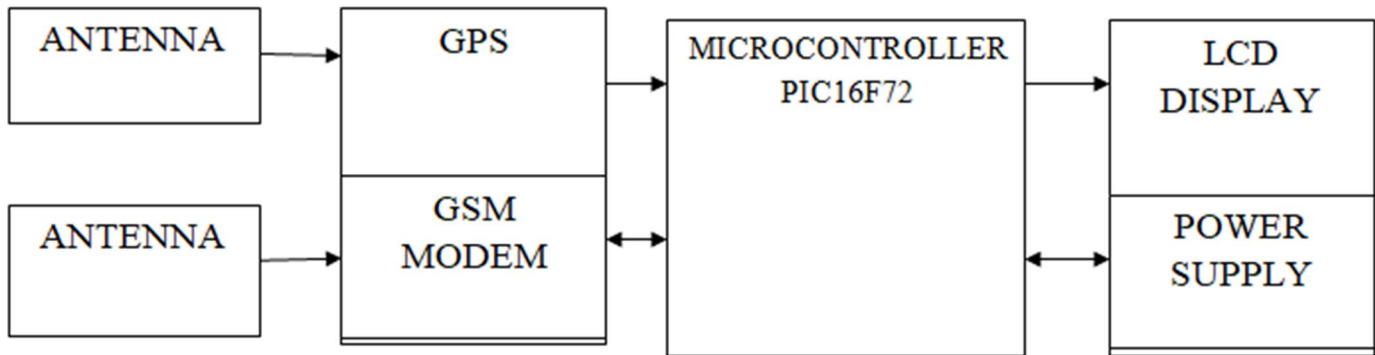 ANTENNA
GPS
MICROCONTROLLER
PIC16F72
LCD
DISPLAY
ANTENNA
GSM
MODEM
POWER
SUPPLY